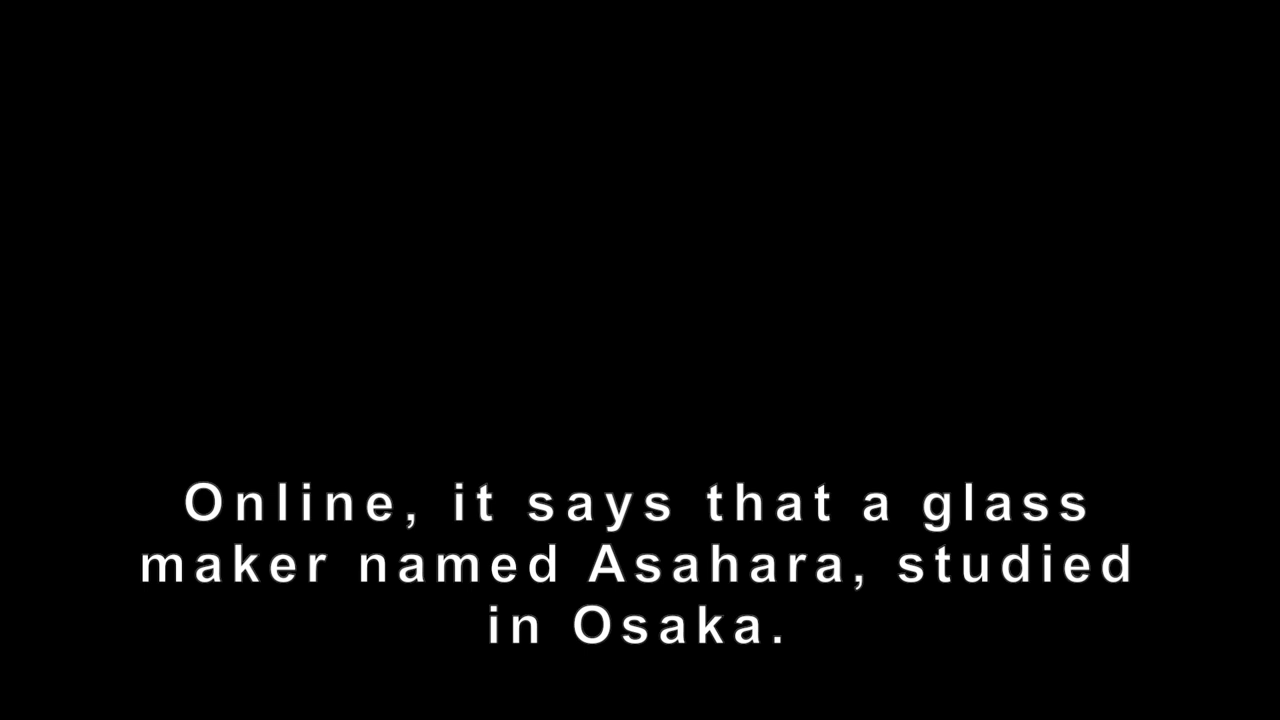 Online, it says that a glass
maker named Asahara, studied
in Osaka.